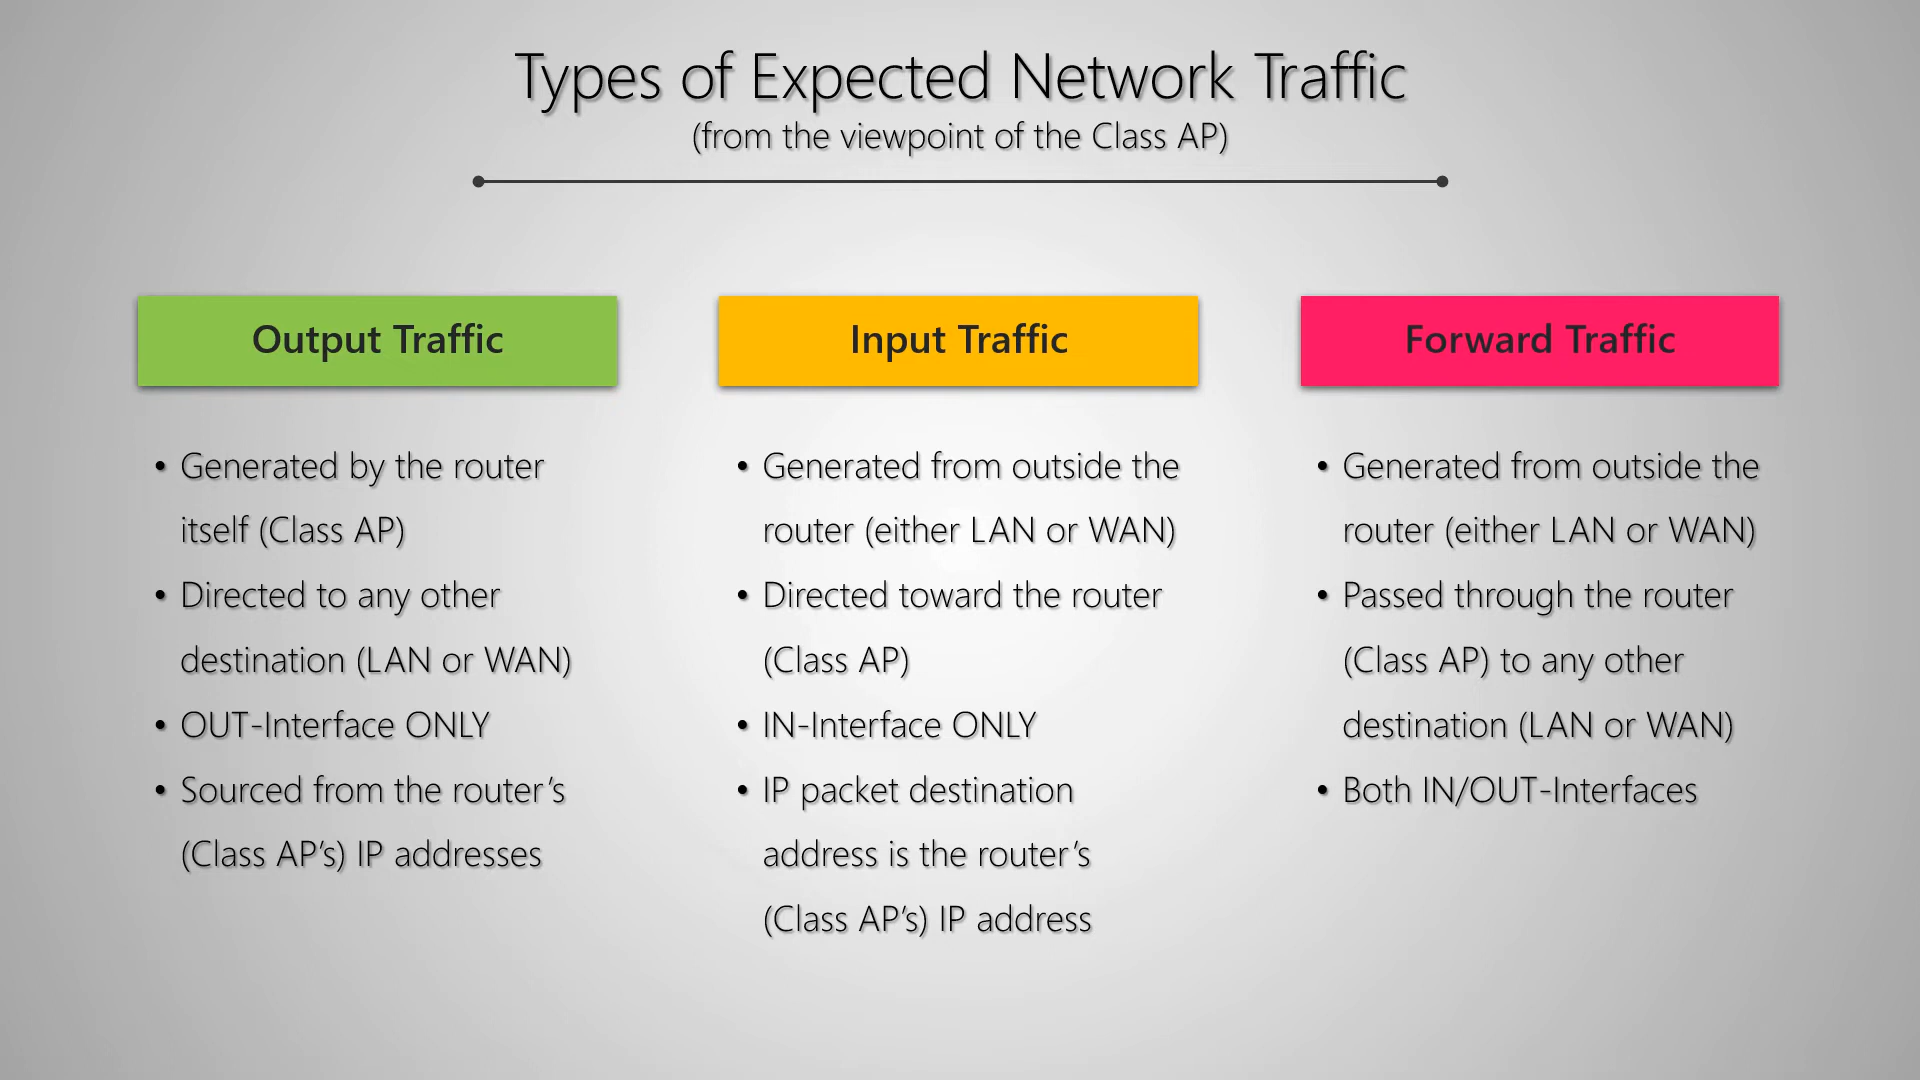 Types of Expected Network Traffic
(from the viewpoint of the Class AP)
Output Traffic
• Generated by the router
itself (Class AP)
• Directed to any other
destination (LAN or WAN)
• OUT-Interface ONLY
• Sourced from the router’s
(Class AP’s) IP addresses
Input Traffic
• Generated from outside the
router (either LAN or WAN)
• Directed toward the router
(Class AP)
• IN-Interface ONLY
• IP packet destination
address is the router’s
(Class AP’s) IP address
Forward Traffic
• Generated from outside the
router (either LAN or WAN)
• Passed through the router
(Class AP) to any other
destination (LAN or WAN)
• Both IN/OUT-Interfaces